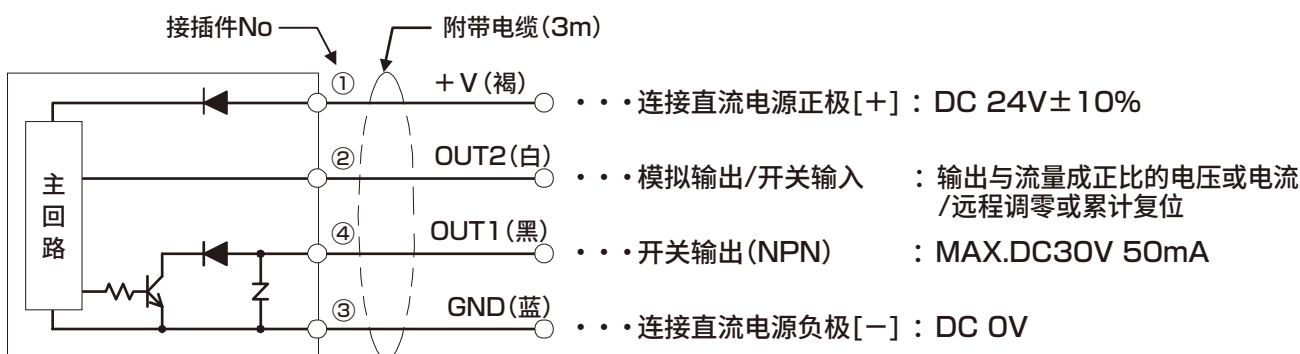 接插件No 附带电缆(3m)
① +V(褐) ・・・连接直流电源正极[+]:DC 24V±10%
② OUT2(白) ・・・模拟输出/开关输入 :输出与流量成正比的电压或电流
/远程调零或累计复位
④ OUT1(黑) ・・・开关输出(NPN) :MAX.DC30V 50mA
③ GND(蓝) ・・・连接直流电源负极[-]:DC 0V
主
回
路